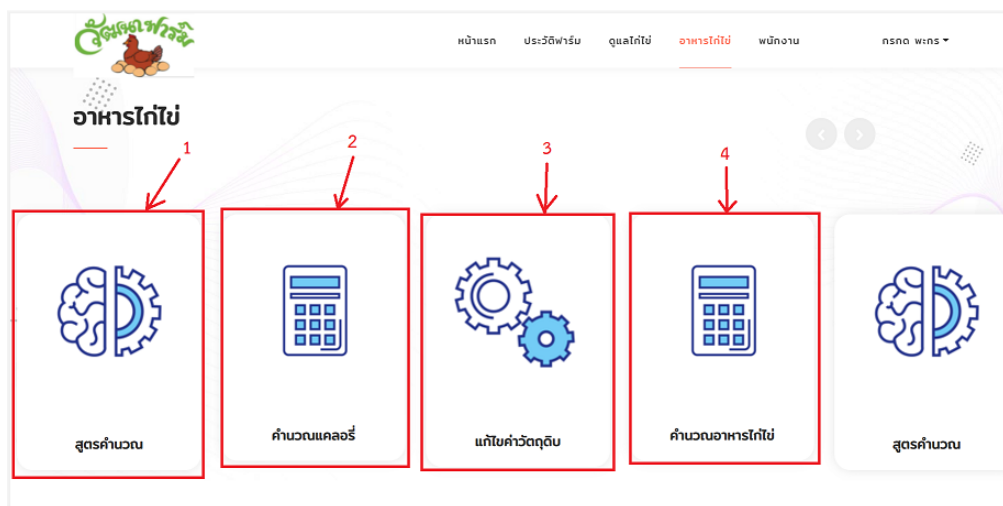 วัฒนาฟาร์ม
หน้าแรก ประวัติฟาร์ม ดูแลไก่ไข่ อาหารไก่ไข่ พนักงาน กรกด พะกร
อาหารไก่ไข่
1 2 3 4
สูตรคำนวณ คำนวณแคลอรี่ แก้ไขค่าวัตถุดิบ คำนวณอาหารไก่ไข่ สูตรคำนวณ